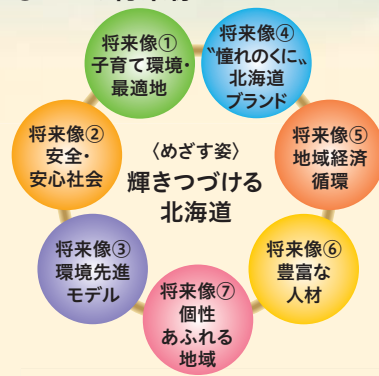 将来像①
子育て環境・
最適地
将来像④
〝憧れのくに〟
北海道
ブランド
将来像②
安全・
安心社会
〈めざす姿〉
輝きつづける
北海道
将来像⑤
地域経済
循環
将来像③
環境先進
モデル
将来像⑦
個性
あふれる
地域
将来像⑥
豊富な
人材